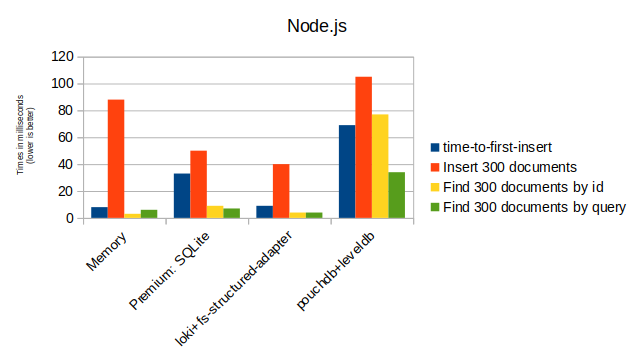 Node.js
Times in milliseconds
(lower is better)
120
100
80
60
40
20
0
Memory
Premium: SQLite
loki+fs-structured-adapter
pouchdb+leveldb
time-to-first-insert
Insert 300 documents
Find 300 documents by id
Find 300 documents by query